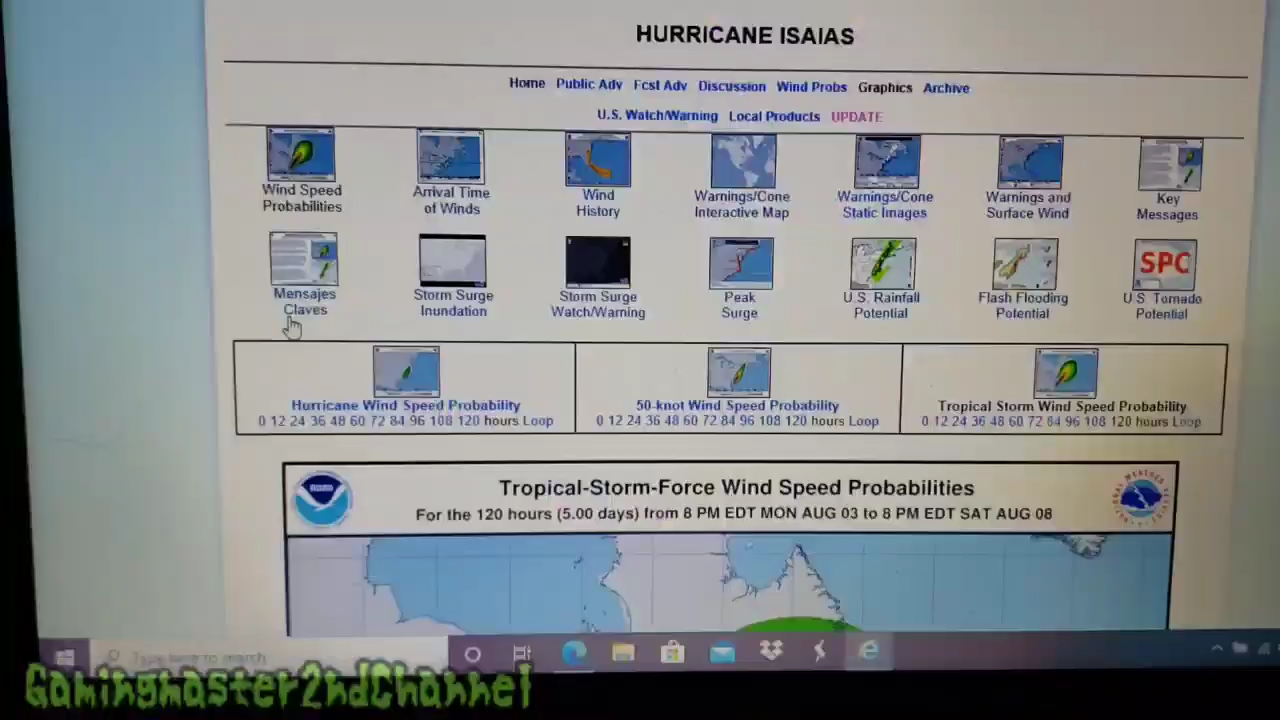 HURRICANE ISAIAS
Home Public Adv Fcst Adv Discussion Wind Probs Graphics Archive
U.S. Watch/Warning Local Products UPDATE
Wind Speed
Probabilities
Arrival Time
of Winds
Wind
History
Warnings/Cone
Interactive Map
Warnings/Cone
Static Images
Warnings and
Surface Wind
Key
Messages
SPC
Mensajes
Claves
Storm Surge
Inundation
Storm Surge
Watch/Warning
Peak
Surge
U.S. Rainfall
Potential
Flash Flooding
Potential
U.S. Tornado
Potential
Hurricane Wind Speed Probability
0 12 24 36 48 60 72 84 96 108 120 hours Loop
50-knot Wind Speed Probability
0 12 24 36 48 60 72 84 96 108 120 hours Loop
Tropical Storm Wind Speed Probability
0 12 24 36 48 60 72 84 96 108 120 hours Loop
NOAA
Tropical-Storm-Force Wind Speed Probabilities
For the 120 hours (5.00 days) from 8 PM EDT MON AUG 03 to 8 PM EDT SAT AUG 08
Type here to search
Gamingmaster2ndChannel